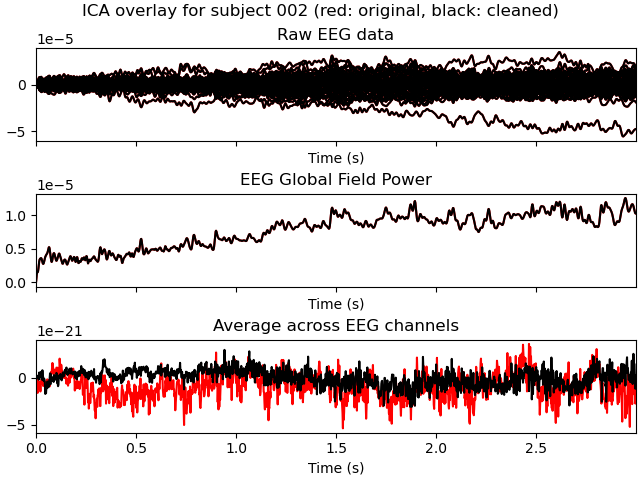 ICA overlay for subject 002 (red: original, black: cleaned)
Raw EEG data
1e−5
0
−5
Time (s)
EEG Global Field Power
1e−5
1.0
0.5
0.0
Time (s)
Average across EEG channels
1e−21
0
−5
0.0 0.5 1.0 1.5 2.0 2.5
Time (s)